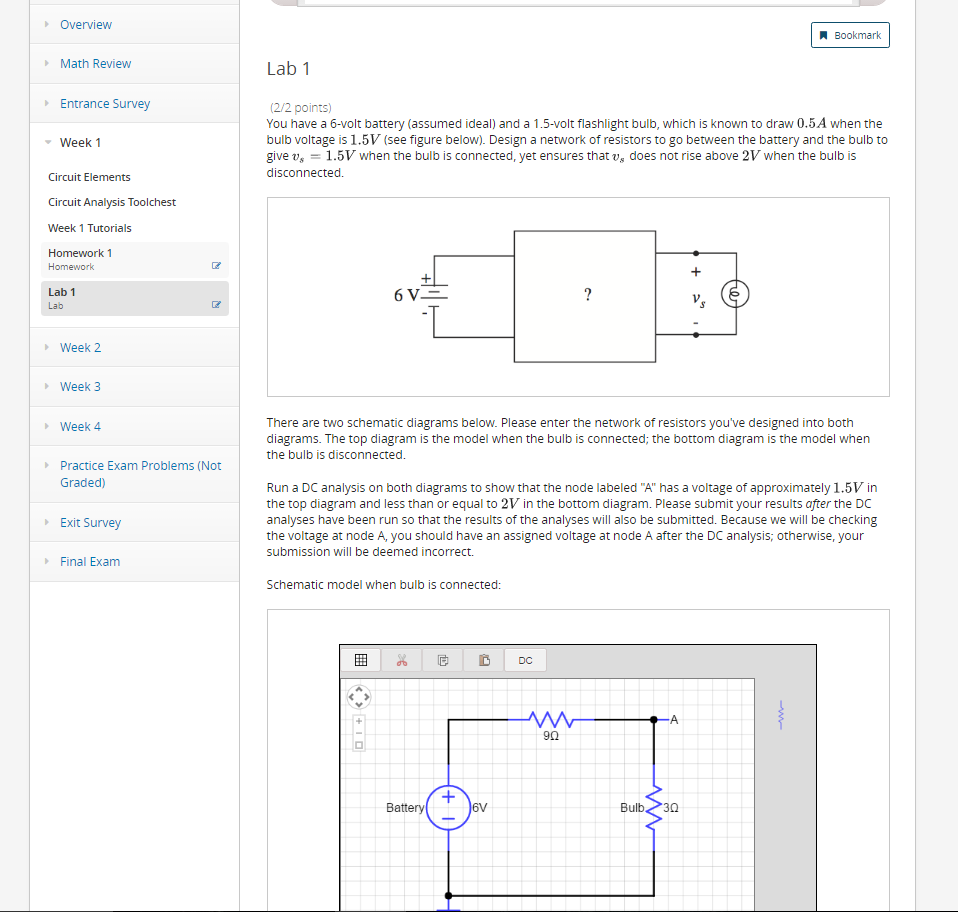 Overview
Math Review
Entrance Survey
Week 1
Circuit Elements
Circuit Analysis Toolchest
Week 1 Tutorials
Homework 1
Homework
Lab 1
Lab
Week 2
Week 3
Week 4
Practice Exam Problems (Not
Graded)
Exit Survey
Final Exam
Bookmark
Lab 1
(2/2 points)
You have a 6-volt battery (assumed ideal) and a 1.5-volt flashlight bulb, which is known to draw 0.5A when the
bulb voltage is 1.5V (see figure below). Design a network of resistors to go between the battery and the bulb to
give vs = 1.5V when the bulb is connected, yet ensures that vs does not rise above 2V when the bulb is
disconnected.
+
6 V
-
?
+
vs
-
There are two schematic diagrams below. Please enter the network of resistors you've designed into both
diagrams. The top diagram is the model when the bulb is connected; the bottom diagram is the model when
the bulb is disconnected.
Run a DC analysis on both diagrams to show that the node labeled "A" has a voltage of approximately 1.5V in
the top diagram and less than or equal to 2V in the bottom diagram. Please submit your results after the DC
analyses have been run so that the results of the analyses will also be submitted. Because we will be checking
the voltage at node A, you should have an assigned voltage at node A after the DC analysis; otherwise, your
submission will be deemed incorrect.
Schematic model when bulb is connected:
DC
9Ω
A
Battery
6V
Bulb
3Ω